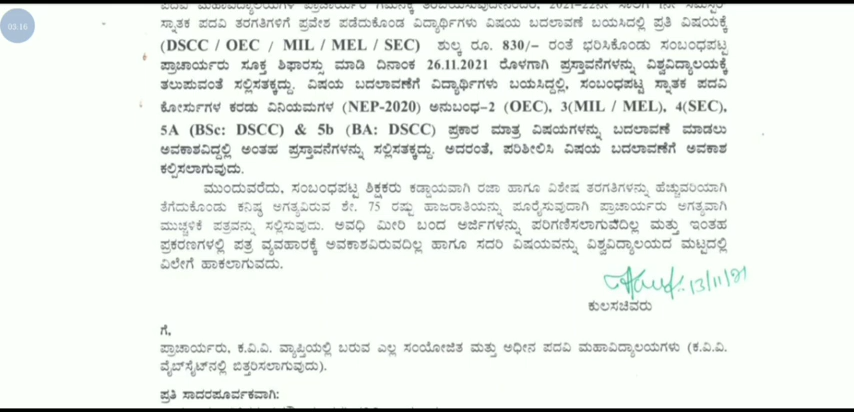 03:16
ಸ್ನಾತಕ ಪದವಿ ತರಗತಿಗಳಿಗೆ ಪ್ರವೇಶ ಪಡೆದುಕೊಂಡ ವಿದ್ಯಾರ್ಥಿಗಳು ವಿಷಯ ಬದಲಾವಣೆ ಬಯಸಿದಲ್ಲಿ ಪ್ರತಿ ವಿಷಯಕ್ಕೆ
(DSCC / OEC / MIL / MEL / SEC) ಶುಲ್ಕ ರೂ. 830/– ರಂತೆ ಭರಿಸಿಕೊಂಡು ಸಂಬಂಧಪಟ್ಟ
ಪ್ರಾಚಾರ್ಯರು ಸೂಕ್ತ ಶಿಫಾರಸ್ಸು ಮಾಡಿ ದಿನಾಂಕ 26.11.2021 ರೊಳಗಾಗಿ ಪ್ರಸ್ತಾವನೆಗಳನ್ನು ವಿಶ್ವವಿದ್ಯಾಲಯಕ್ಕೆ
ತಲುಪುವಂತೆ ಸಲ್ಲಿಸತಕ್ಕದ್ದು. ವಿಷಯ ಬದಲಾವಣೆಗೆ ವಿದ್ಯಾರ್ಥಿಗಳು ಬಯಸಿದ್ದಲ್ಲಿ, ಸಂಬಂಧಪಟ್ಟ ಸ್ನಾತಕ ಪದವಿ
ಕೋರ್ಸುಗಳ ಕರಡು ವಿನಿಯಮಗಳ (NEP-2020) ಅನುಬಂಧ–2 (OEC), 3(MIL / MEL), 4(SEC),
5A (BSc: DSCC) & 5b (BA: DSCC) ಪ್ರಕಾರ ಮಾತ್ರ ವಿಷಯಗಳನ್ನು ಬದಲಾವಣೆ ಮಾಡಲು
ಅವಕಾಶವಿದ್ದಲ್ಲಿ ಅಂತಹ ಪ್ರಸ್ತಾವನೆಗಳನ್ನು ಸಲ್ಲಿಸತಕ್ಕದ್ದು. ಅದರಂತೆ, ಪರಿಶೀಲಿಸಿ ವಿಷಯ ಬದಲಾವಣೆಗೆ ಅವಕಾಶ
ಕಲ್ಪಿಸಲಾಗುವುದು.
ಮುಂದುವರೆದು, ಸಂಬಂಧಪಟ್ಟ ಶಿಕ್ಷಕರು ಕಡ್ಡಾಯವಾಗಿ ರಜಾ ಹಾಗೂ ವಿಶೇಷ ತರಗತಿಗಳನ್ನು ಹೆಚ್ಚುವರಿಯಾಗಿ
ತೆಗೆದುಕೊಂಡು ಕನಿಷ್ಠ ಅಗತ್ಯವಿರುವ ಶೇ. 75 ರಷ್ಟು ಹಾಜರಾತಿಯನ್ನು ಪೂರೈಸುವುದಾಗಿ ಪ್ರಾಚಾರ್ಯರು ಅಗತ್ಯವಾಗಿ
ಮುಚ್ಚಳಿಕೆ ಪತ್ರವನ್ನು ಸಲ್ಲಿಸುವುದು. ಅವಧಿ ಮೀರಿ ಬಂದ ಅರ್ಜಿಗಳನ್ನು ಪರಿಗಣಿಸಲಾಗುವುದಿಲ್ಲ ಮತ್ತು ಇಂತಹ
ಪ್ರಕರಣಗಳಲ್ಲಿ ಪತ್ರ ವ್ಯವಹಾರಕ್ಕೆ ಅವಕಾಶವಿರುವದಿಲ್ಲ ಹಾಗೂ ಸದರಿ ವಿಷಯವನ್ನು ವಿಶ್ವವಿದ್ಯಾಲಯದ ಮಟ್ಟದಲ್ಲಿ
ವಿಲೇಗೆ ಹಾಕಲಾಗುವದು.
13/11/21
ಕುಲಸಚಿವರು
ಗೆ,
ಪ್ರಾಚಾರ್ಯರು, ಕ.ವಿ.ವಿ. ವ್ಯಾಪ್ತಿಯಲ್ಲಿ ಬರುವ ಎಲ್ಲ ಸಂಯೋಜಿತ ಮತ್ತು ಅಧೀನ ಪದವಿ ಮಹಾವಿದ್ಯಾಲಯಗಳು (ಕ.ವಿ.ವಿ.
ವೈಬ್‌ಸೈಟ್‌ನಲ್ಲಿ ಬಿತ್ತರಿಸಲಾಗುವುದು).
ಪ್ರತಿ ಸಾದರಪೂರ್ವಕವಾಗಿ: